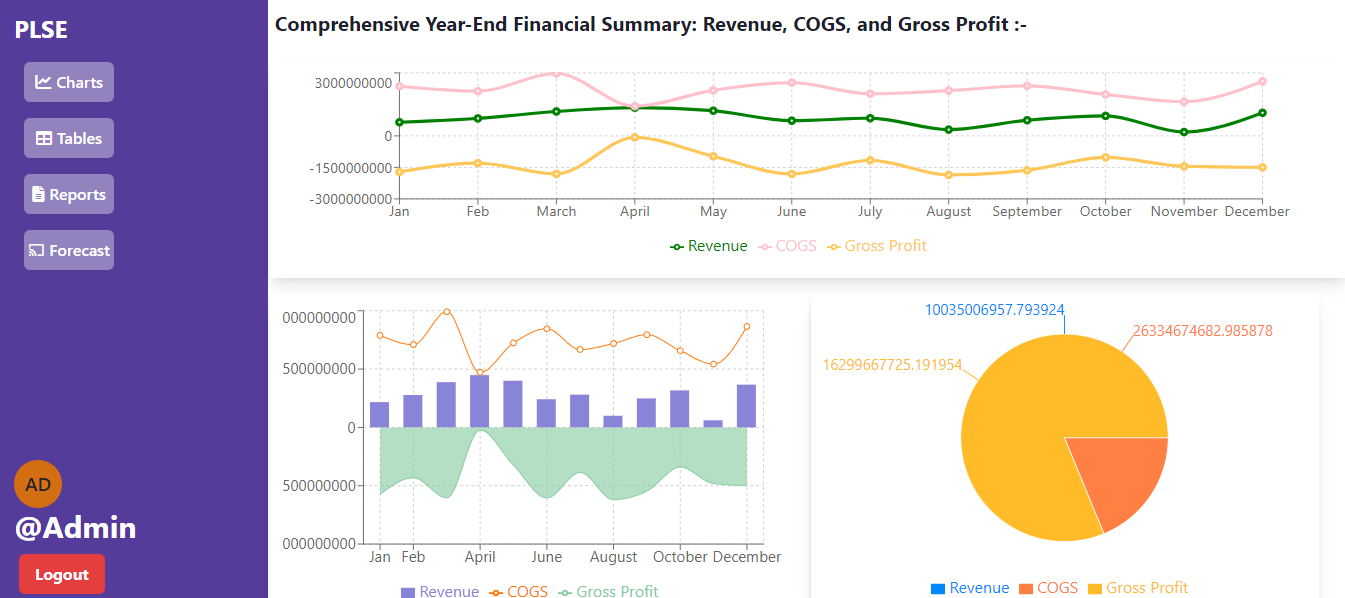 PLSE
Charts
Tables
Reports
Forecast
AD
@Admin
Logout
Comprehensive Year-End Financial Summary: Revenue, COGS, and Gross Profit :-
3000000000
0
-1500000000
-3000000000
Jan Feb March April May June July August September October November December
Revenue COGS Gross Profit
000000000
500000000
0
500000000
000000000
Jan Feb April June August October December
Revenue COGS Gross Profit
10035006957.793924
26334674682.985878
16299667725.191954
Revenue COGS Gross Profit